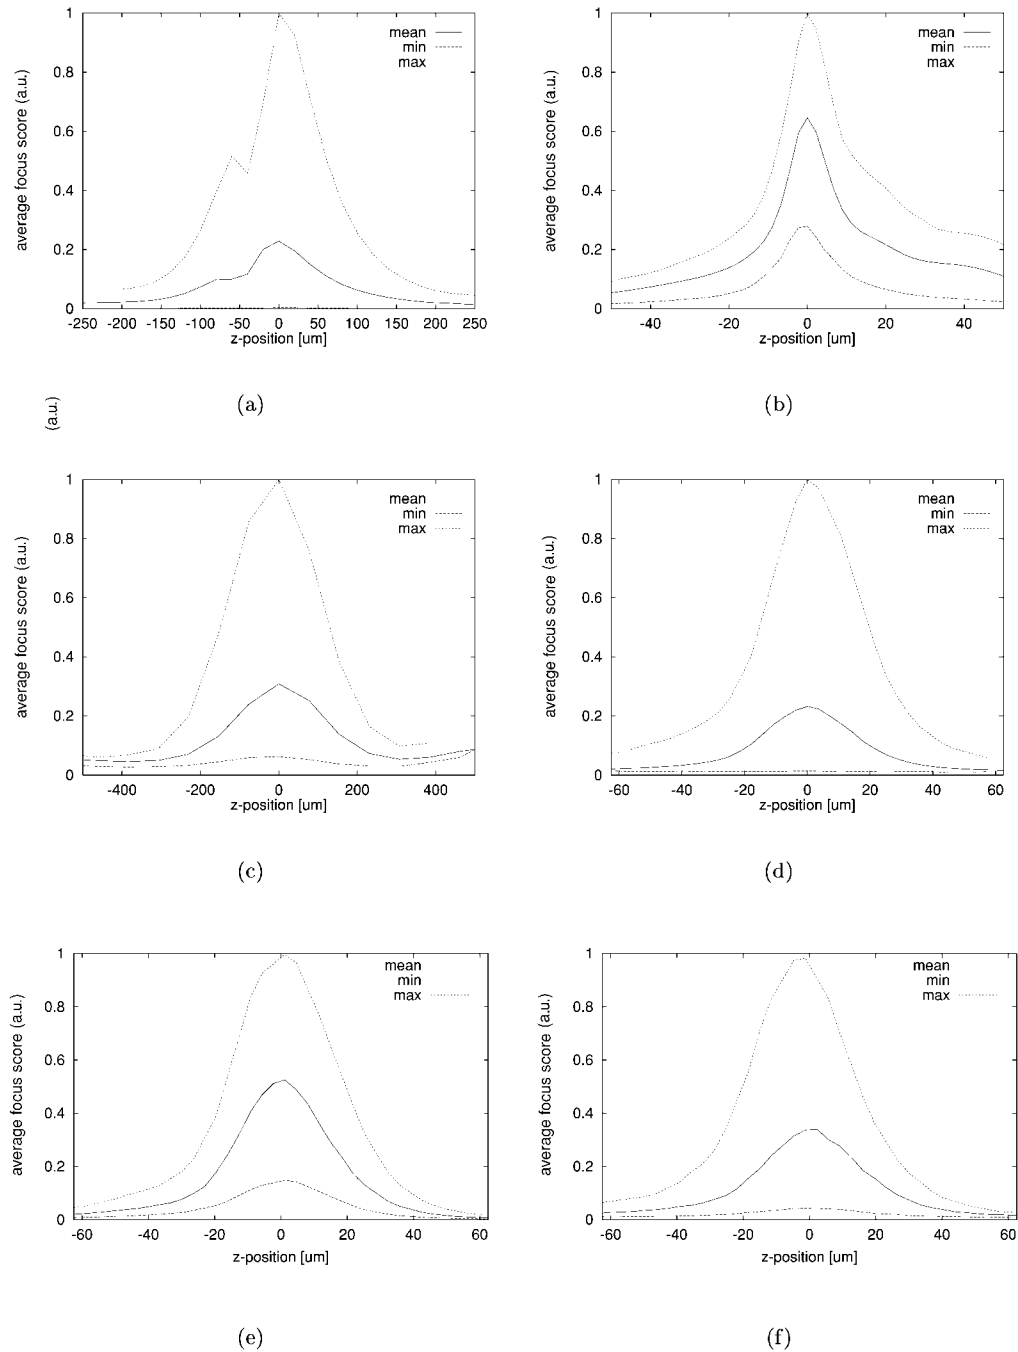 1
0.8
0.6
0.4
0.2
0
average focus score (a.u.)
mean
min
max
-250 -200 -150 -100 -50 0 50 100 150 200 250
z-position [um]
(a)
1
0.8
0.6
0.4
0.2
0
average focus score (a.u.)
mean
min
max
-40 -20 0 20 40
z-position [um]
(b)
(a.u.)
1
0.8
0.6
0.4
0.2
0
average focus score (a.u.)
mean
min
max
-400 -200 0 200 400
z-position [um]
(c)
1
0.8
0.6
0.4
0.2
0
average focus score (a.u.)
mean
min
max
-60 -40 -20 0 20 40 60
z-position [um]
(d)
1
0.8
0.6
0.4
0.2
0
average focus score (a.u.)
mean
min
max
-60 -40 -20 0 20 40 60
z-position [um]
(e)
1
0.8
0.6
0.4
0.2
0
average focus score (a.u.)
mean
min
max
-60 -40 -20 0 20 40 60
z-position [um]
(f)